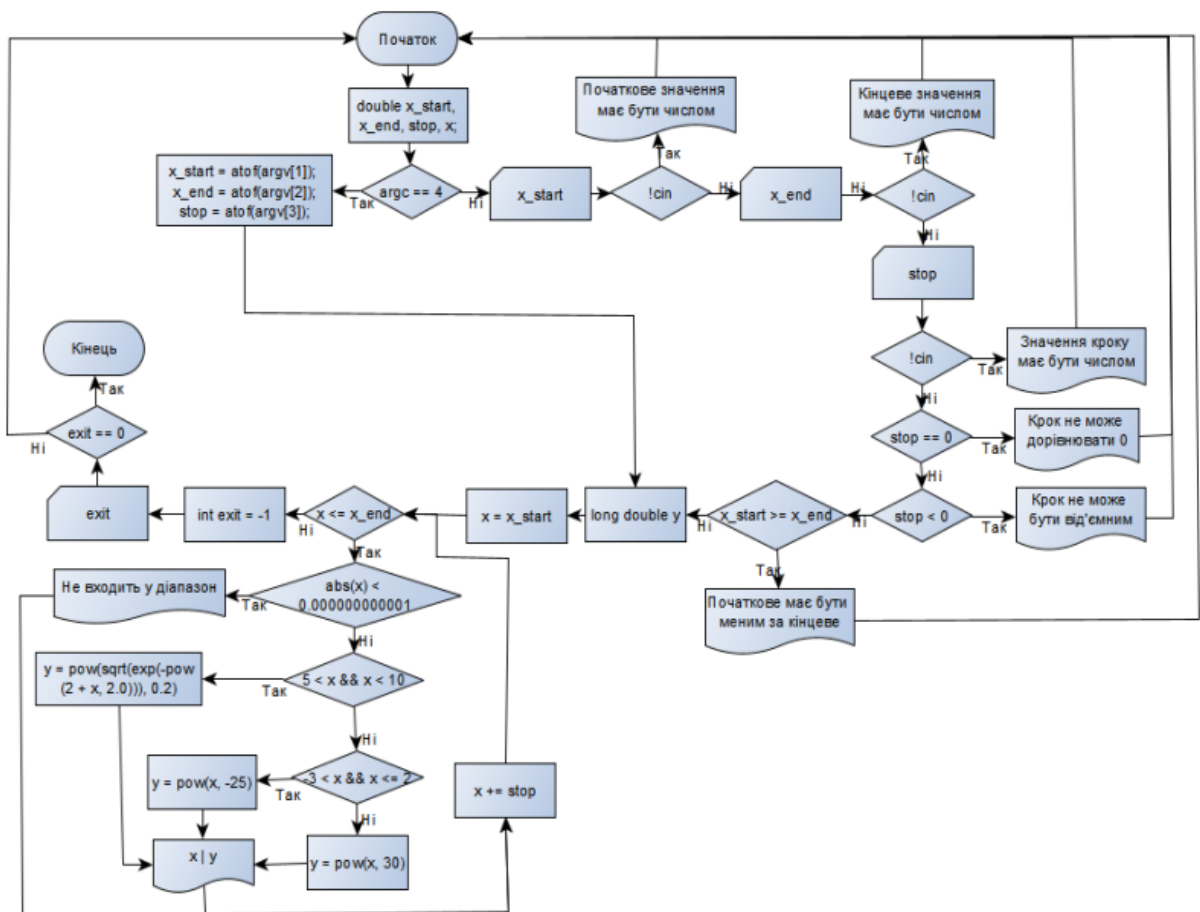 Початок
double x_start,
x_end, stop, x;
Початкове значення
має бути числом
Кінцеве значення
має бути числом
x_start = atof(argv[1]);
x_end = atof(argv[2]);
stop = atof(argv[3]);
Так
argc == 4
Ні
x_start
!cin
Так
Ні
x_end
Ні
!cin
Так
Ні
stop
Кінець
Так
!cin
Так
Значення кроку
має бути числом
Ні
exit == 0
Ні
stop == 0
Так
Крок не може
дорівнювати 0
Ні
exit
int exit = -1
Ні
x <= x_end
x = x_start
long double y
Ні
x_start >= x_end
Ні
stop < 0
Так
Крок не може
бути від'ємним
Так
Так
Не входить у діапазон
Так
abs(x) <
0.000000000001
Початкове має бути
меним за кінцеве
Ні
y = pow(sqrt(exp(-pow
(2 + x, 2.0))), 0.2)
Так
5 < x && x < 10
Ні
y = pow(x, -25)
Так
-3 < x && x <= 2
x += stop
Ні
x | y
y = pow(x, 30)